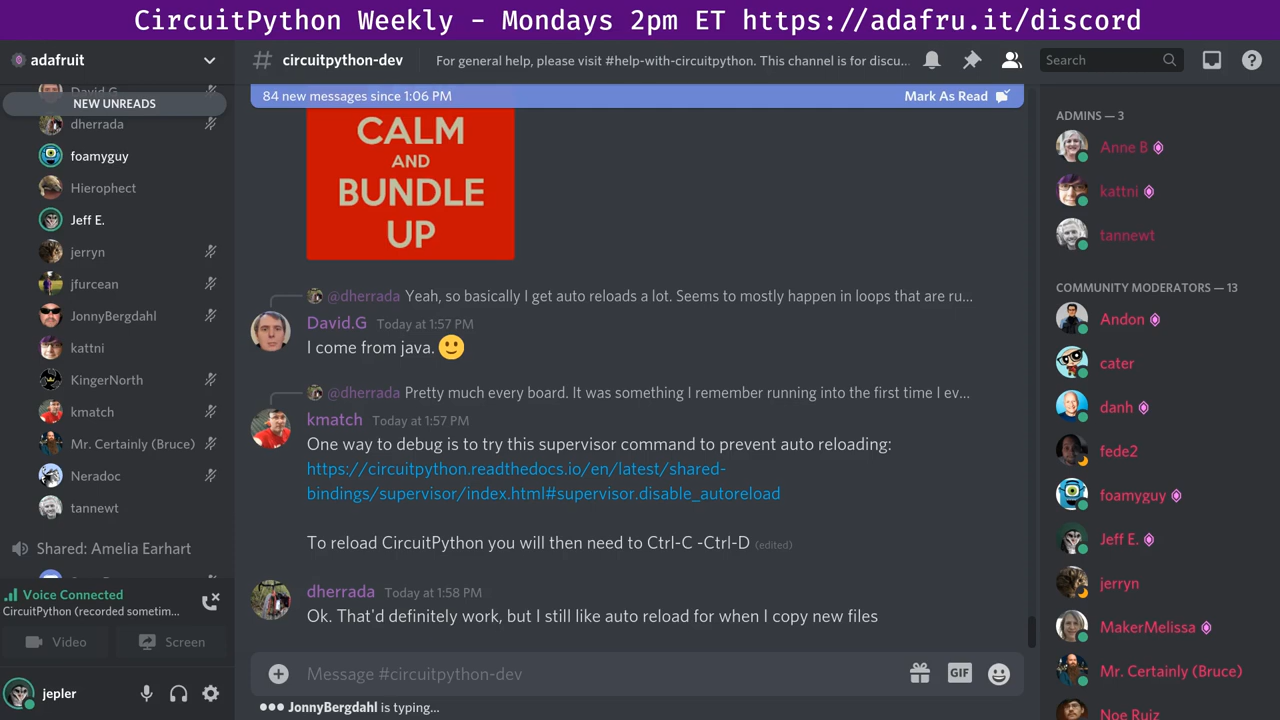 CircuitPython Weekly - Mondays 2pm ET https://adafru.it/discord
adafruit
# circuitpython-dev
For general help, please visit #help-with-circuitpython. This channel is for discu...
Search
David.G
NEW UNREADS
dherrada
foamyguy
Hierophect
Jeff E.
jerryn
jfurcean
JonnyBergdahl
kattni
KingerNorth
kmatch
Mr. Certainly (Bruce)
Neradoc
tannewt
Shared: Amelia Earhart
Voice Connected
CircuitPython (recorded sometim...
Video
Screen
jepler
84 new messages since 1:06 PM
Mark As Read
CALM
AND
BUNDLE
UP
@dherrada Yeah, so basically I get auto reloads a lot. Seems to mostly happen in loops that are ru...
David.G Today at 1:57 PM
I come from java.
@dherrada Pretty much every board. It was something I remember running into the first time I ev...
kmatch Today at 1:57 PM
One way to debug is to try this supervisor command to prevent auto reloading:
https://circuitpython.readthedocs.io/en/latest/shared-
bindings/supervisor/index.html#supervisor.disable_autoreload
To reload CircuitPython you will then need to Ctrl-C -Ctrl-D (edited)
dherrada Today at 1:58 PM
Ok. That'd definitely work, but I still like auto reload for when I copy new files
Message #circuitpython-dev
GIF
JonnyBergdahl is typing...
ADMINS — 3
Anne B
kattni
tannewt
COMMUNITY MODERATORS — 13
Andon
cater
danh
fede2
foamyguy
Jeff E.
jerryn
MakerMelissa
Mr. Certainly (Bruce)
Noe Ruiz